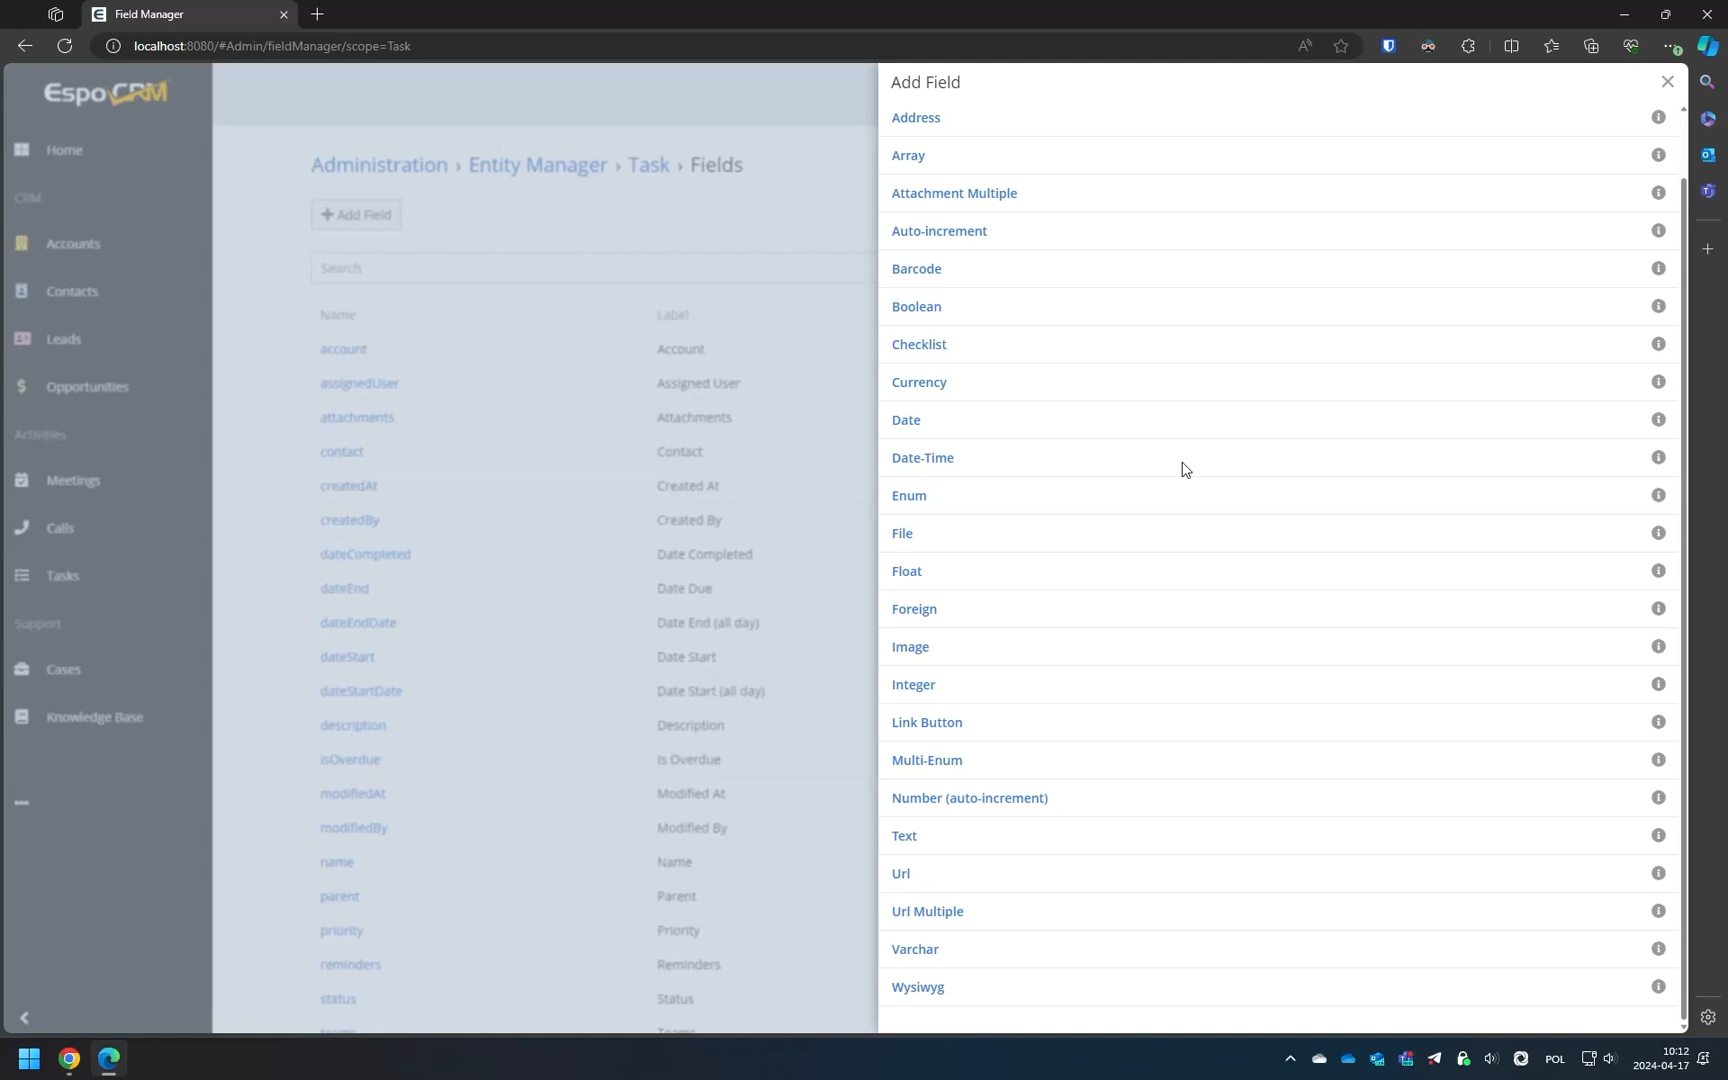 Field Manager
localhost:8080/#Admin/fieldManager/scope=Task
EspoCRM
Home
CRM
Accounts
Contacts
Leads
Opportunities
Activities
Meetings
Calls
Tasks
Support
Cases
Knowledge Base
Administration › Entity Manager › Task › Fields
+ Add Field
Search
Name Label
account Account
assignedUser Assigned User
attachments Attachments
contact Contact
createdAt Created At
createdBy Created By
dateCompleted Date Completed
dateEnd Date Due
dateEndDate Date End (all day)
dateStart Date Start
dateStartDate Date Start (all day)
description Description
isOverdue Is Overdue
modifiedAt Modified At
modifiedBy Modified By
name Name
parent Parent
priority Priority
reminders Reminders
status Status
teams Teams
Add Field
Address
Array
Attachment Multiple
Auto-increment
Barcode
Boolean
Checklist
Currency
Date
Date-Time
Enum
File
Float
Foreign
Image
Integer
Link Button
Multi-Enum
Number (auto-increment)
Text
Url
Url Multiple
Varchar
Wysiwyg
POL
10:12
2024-04-17